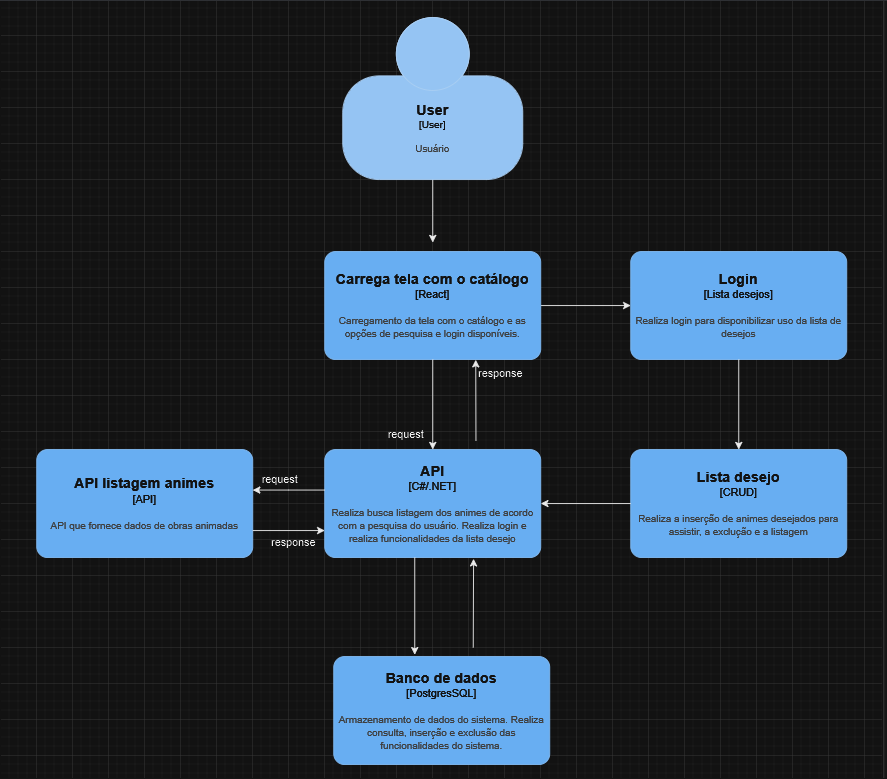 User
[User]
Usuário
Carrega tela com o catálogo
[React]
Carregamento da tela com o catálogo e as
opções de pesquisa e login disponíveis.
Login
[Lista desejos]
Realiza login para disponibilizar uso da lista de
desejos
response
request
API listagem animes
[API]
API que fornece dados de obras animadas
request
response
API
[C#/.NET]
Realiza busca listagem dos animes de acordo
com a pesquisa do usuário. Realiza login e
realiza funcionalidades da lista desejo
Lista desejo
[CRUD]
Realiza a inserção de animes desejados para
assistir, a exclução e a listagem
Banco de dados
[PostgresSQL]
Armazenamento de dados do sistema. Realiza
consulta, inserção e exclusão das
funcionalidades do sistema.